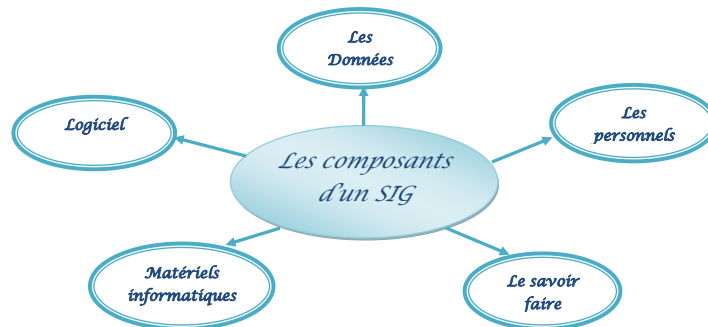 Les
Données
Logiciel
Les
personnels
Les composants
d'un SIG
Matériels
informatiques
Le savoir
faire